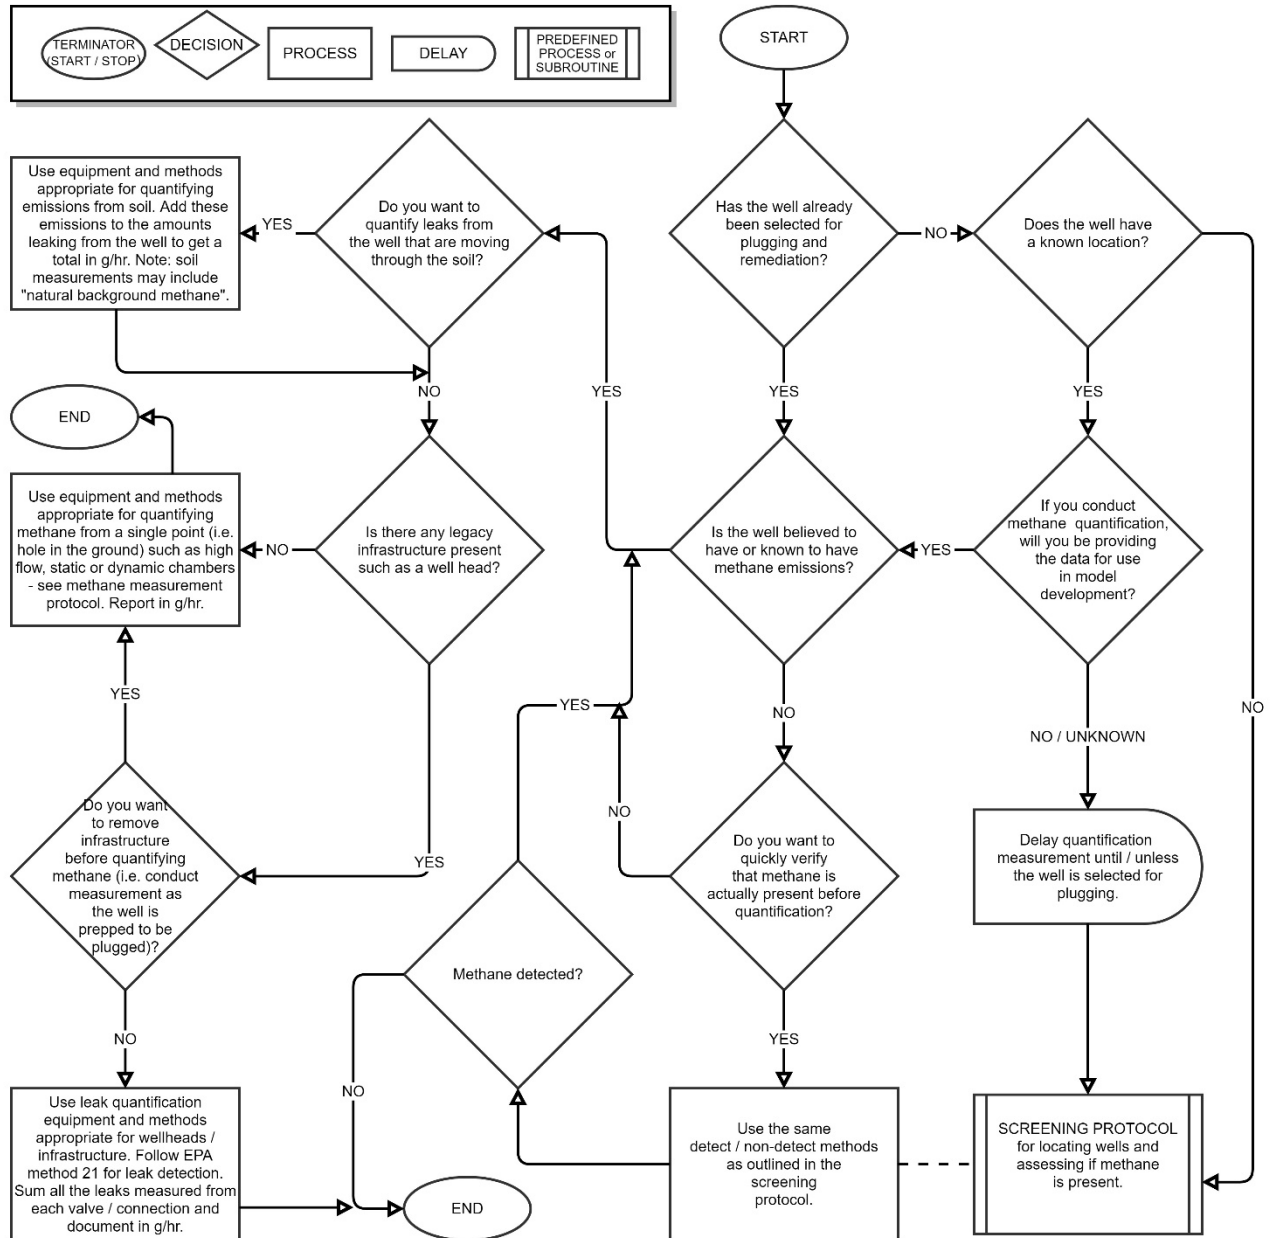 TERMINATOR
(START / STOP)
DECISION
PROCESS
DELAY
PREDEFINED
PROCESS or
SUBROUTINE
START
Has the well already
been selected for
plugging and
remediation?
NO
Does the well have
a known location?
Do you want to
quantify leaks from
the well that are moving
through the soil?
YES
Use equipment and methods
appropriate for quantifying
emissions from soil. Add these
emissions to the amounts
leaking from the well to get a
total in g/hr. Note: soil
measurements may include
"natural background methane".
NO
YES
YES
YES
END
Use equipment and methods
appropriate for quantifying
methane from a single point (i.e.
hole in the ground) such as high
flow, static or dynamic chambers
- see methane measurement
protocol. Report in g/hr.
NO
Is there any legacy
infrastructure present
such as a well head?
Is the well believed to
have or known to have
methane emissions?
YES
If you conduct
methane quantification,
will you be providing
the data for use
in model
development?
YES
YES
NO
NO / UNKNOWN
NO
Do you want
to remove
infrastructure
before quantifying
methane (i.e. conduct
measurement as
the well is
prepped to be
plugged)?
YES
NO
Do you want to
quickly verify
that methane is
actually present before
quantification?
Delay quantification
measurement until / unless
the well is selected for
plugging.
Methane detected?
NO
NO
YES
Use leak quantification
equipment and methods
appropriate for wellheads /
infrastructure. Follow EPA
method 21 for leak detection.
Sum all the leaks measured from
each valve / connection and
document in g/hr.
END
Use the same
detect / non-detect methods
as outlined in the
screening
protocol.
SCREENING PROTOCOL
for locating wells and
assessing if methane
is present.